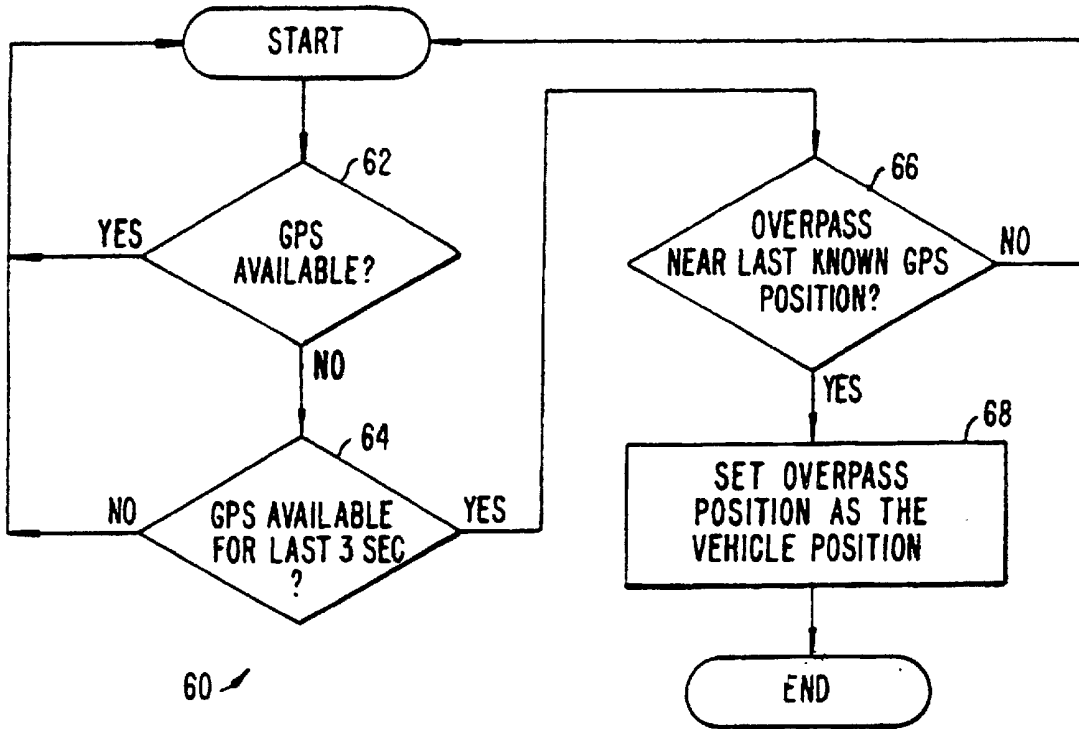 START
62
YES
GPS
AVAILABLE?
NO
64
NO
GPS AVAILABLE
FOR LAST 3 SEC
?
YES
66
OVERPASS
NEAR LAST KNOWN GPS
POSITION?
NO
YES
68
SET OVERPASS
POSITION AS THE
VEHICLE POSITION
END
60